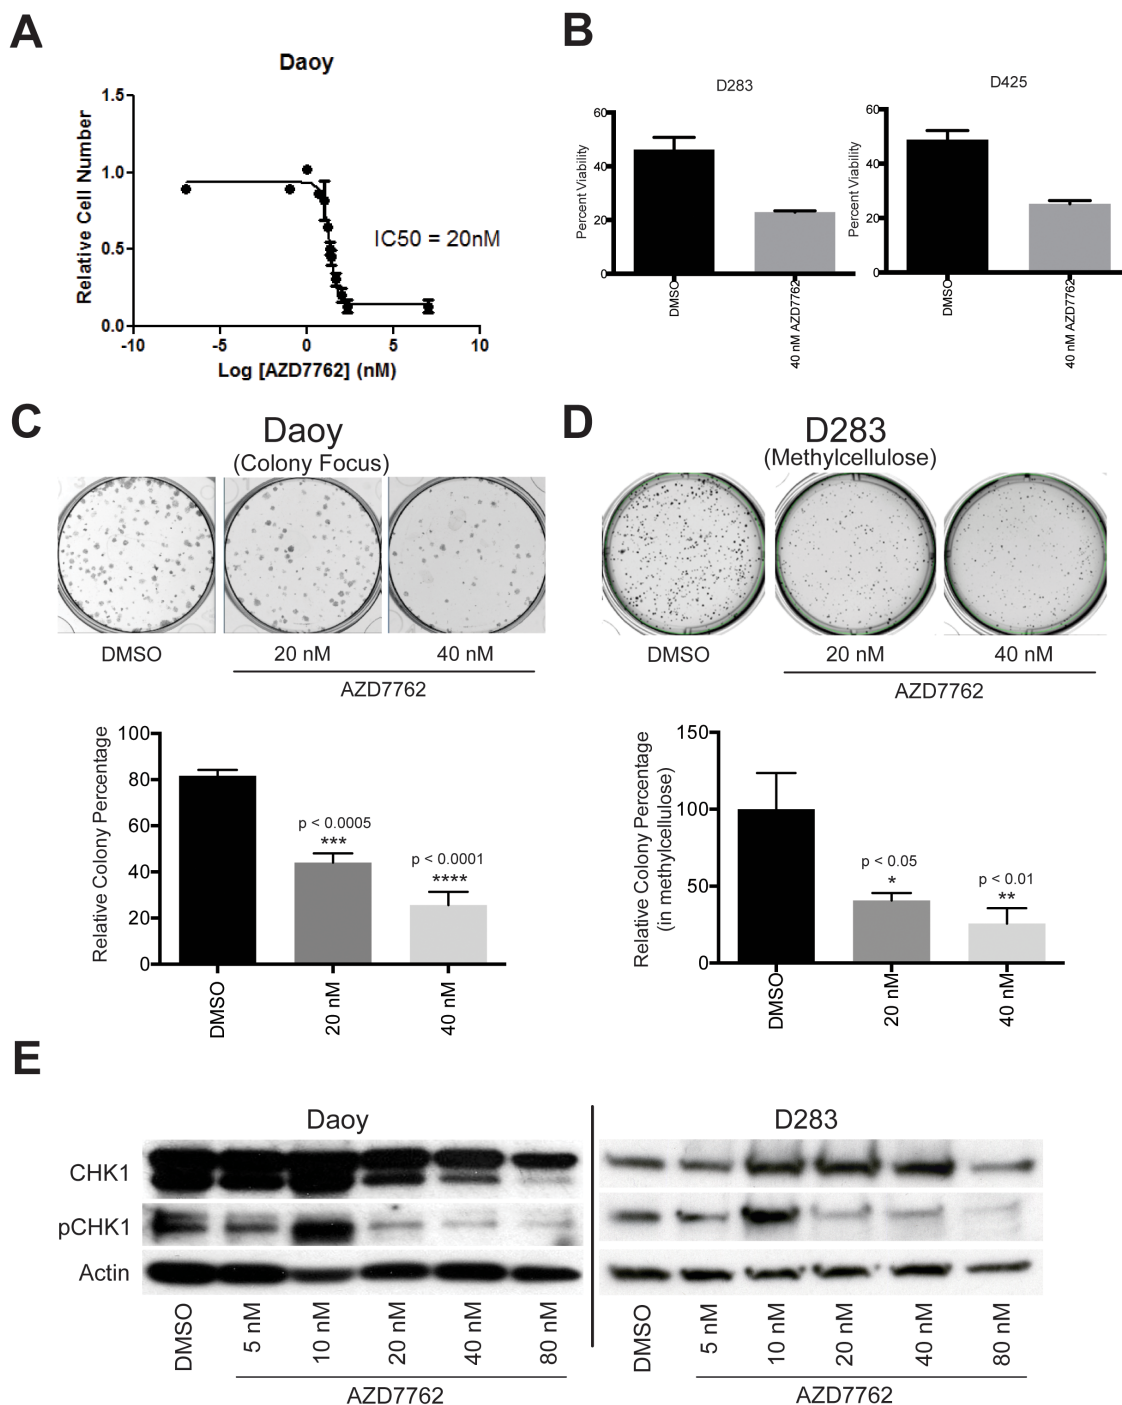 A
Daoy
1.5
1.0
0.5
0.0
Relative Cell Number
IC50 = 20nM
-10
-5
0
5
10
Log [AZD7762] (nM)
B
D283
60
40
20
0
Percent Viability
DMSO
40 nM AZD7762
D425
60
40
20
0
Percent Viability
DMSO
40 nM AZD7762
C
Daoy
(Colony Focus)
DMSO
20 nM
40 nM
AZD7762
100
80
60
40
20
0
Relative Colony Percentage
p < 0.0005
***
p < 0.0001
****
DMSO
20 nM
40 nM
D
D283
(Methylcellulose)
DMSO
20 nM
40 nM
AZD7762
150
100
50
0
Relative Colony Percentage
(in methylcellulose)
p < 0.05
*
p < 0.01
**
DMSO
20 nM
40 nM
E
Daoy
D283
CHK1
pCHK1
Actin
DMSO
5 nM
10 nM
20 nM
40 nM
80 nM
AZD7762
DMSO
5 nM
10 nM
20 nM
40 nM
80 nM
AZD7762